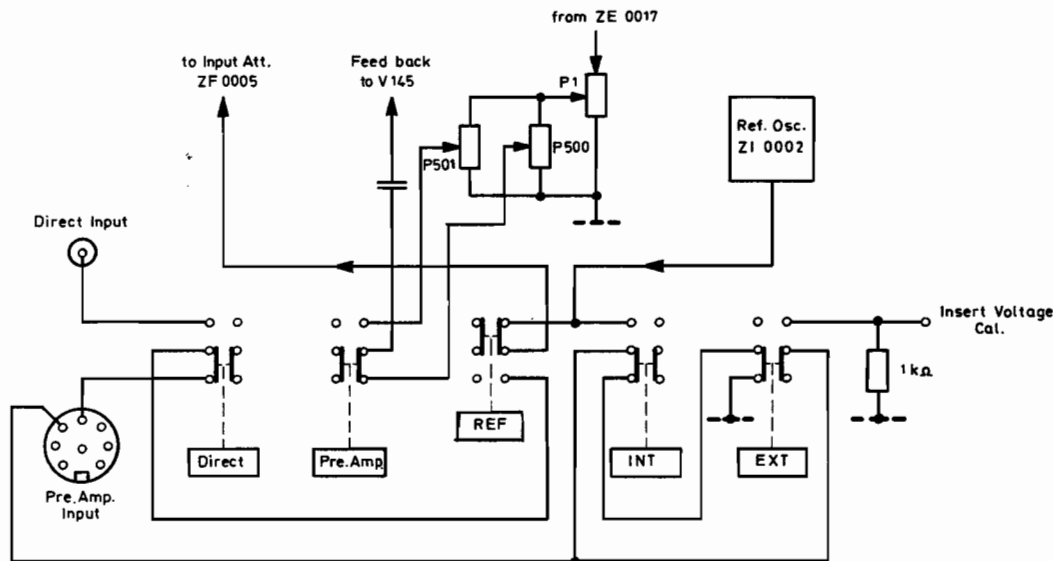 from ZE 0017
to Input Att.
ZF 0005
Feed back
to V 145
P1
P501
P500
Ref. Osc.
ZI 0002
Direct Input
Insert Voltage
Cal.
1 kΩ
REF
Direct
Pre.Amp
INT
EXT
Pre.Amp.
Input